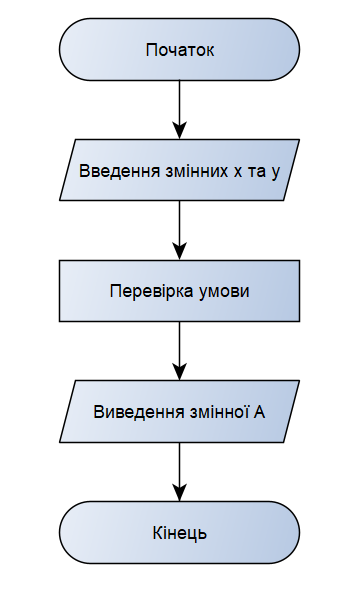 Початок
Введення змінних x та y
Перевірка умови
Виведення змінної А
Кінець